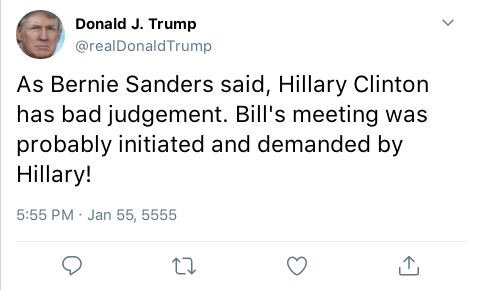 Donald J. Trump
@realDonaldTrump
As Bernie Sanders said, Hillary Clinton
has bad judgement. Bill's meeting was
probably initiated and demanded by
Hillary!
5:55 PM · Jan 55, 5555